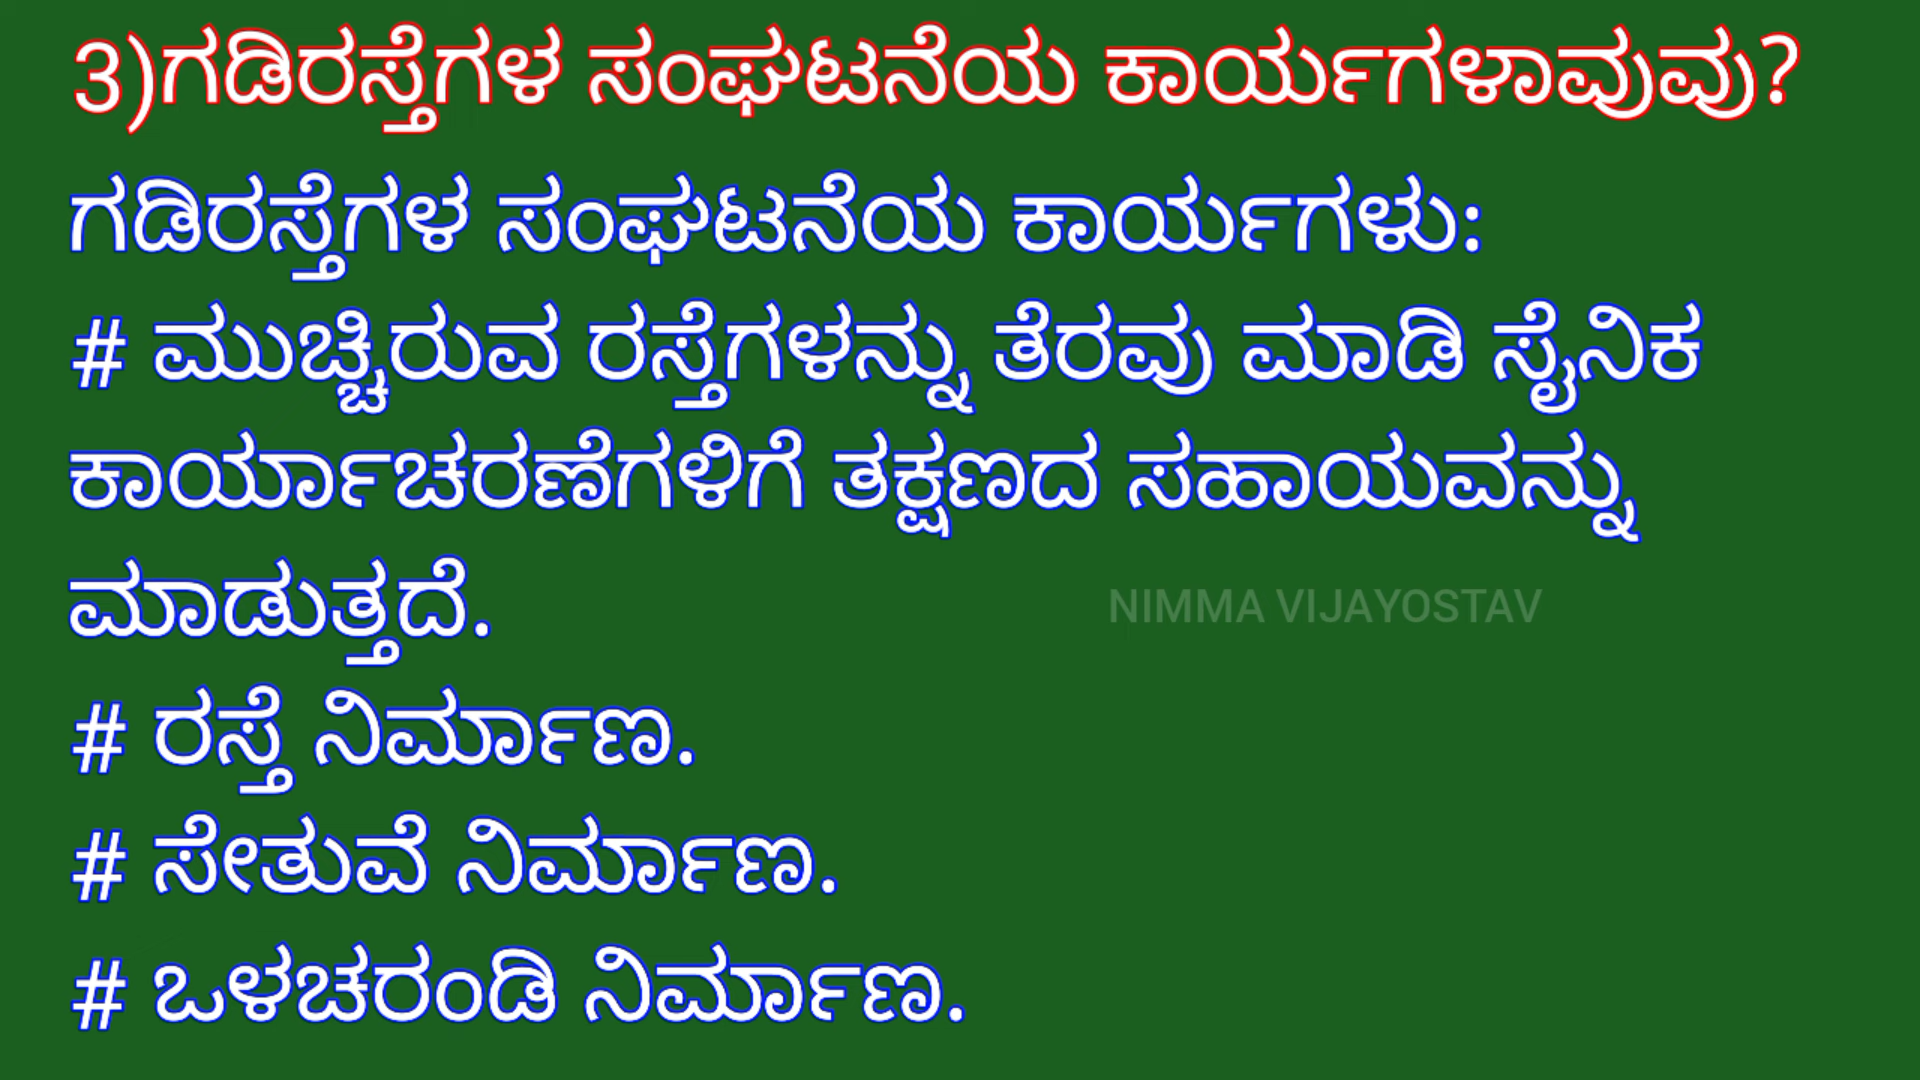 3)ಗಡಿರಸ್ತೆಗಳ ಸಂಘಟನೆಯ ಕಾರ್ಯಗಳಾವುವು?
ಗಡಿರಸ್ತೆಗಳ ಸಂಘಟನೆಯ ಕಾರ್ಯಗಳು:
# ಮುಚ್ಚಿರುವ ರಸ್ತೆಗಳನ್ನು ತೆರವು ಮಾಡಿ ಸೈನಿಕ
ಕಾರ್ಯಾಚರಣೆಗಳಿಗೆ ತಕ್ಷಣದ ಸಹಾಯವನ್ನು
ಮಾಡುತ್ತದೆ.
NIMMA VIJAYOSTAV
# ರಸ್ತೆ ನಿರ್ಮಾಣ.
# ಸೇತುವೆ ನಿರ್ಮಾಣ.
# ಒಳಚರಂಡಿ ನಿರ್ಮಾಣ.